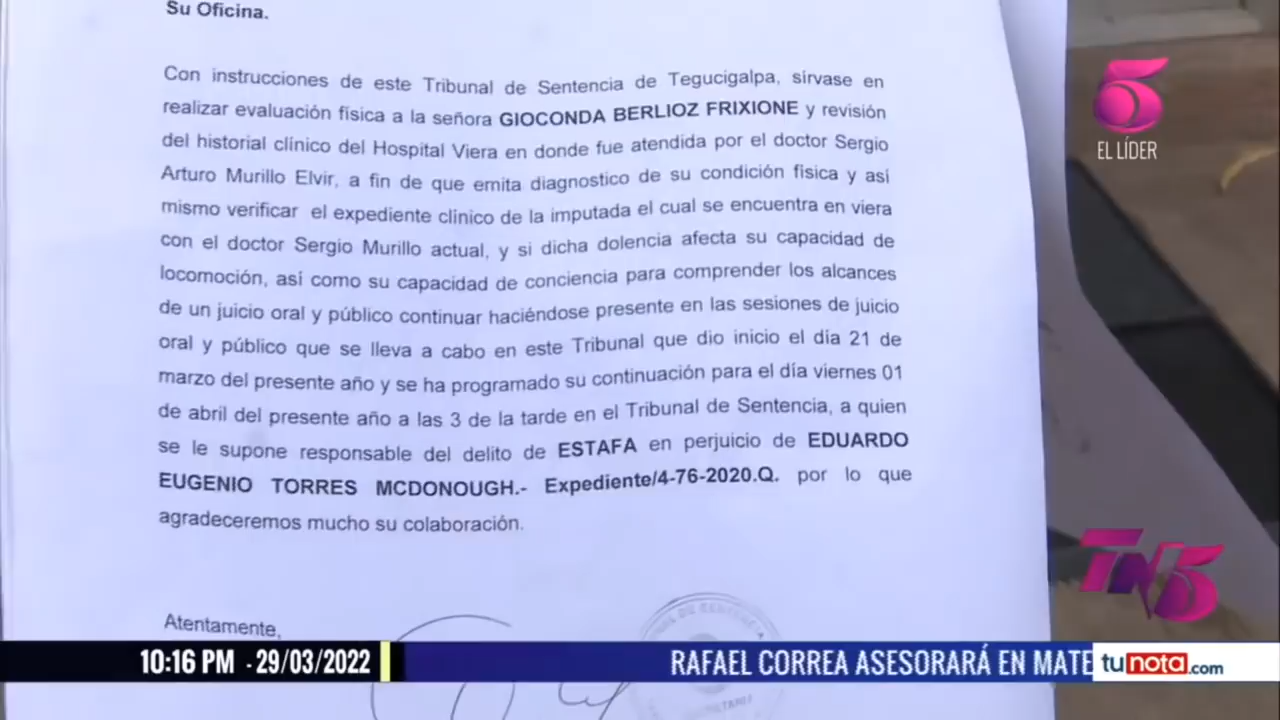 Su Oficina.
Con instrucciones de este Tribunal de Sentencia de Tegucigalpa, sírvase en
realizar evaluación física a la señora GIOCONDA BERLIOZ FRIXIONE y revisión
del historial clínico del Hospital Viera en donde fue atendida por el doctor Sergio
Arturo Murillo Elvir, a fin de que emita diagnostico de su condición física y así
mismo verificar el expediente clínico de la imputada el cual se encuentra en viera
con el doctor Sergio Murillo actual, y si dicha dolencia afecta su capacidad de
locomoción, así como su capacidad de conciencia para comprender los alcances
de un juicio oral y público continuar haciéndose presente en las sesiones de juicio
oral y público que se lleva a cabo en este Tribunal que dio inicio el día 21 de
marzo del presente año y se ha programado su continuación para el día viernes 01
de abril del presente año a las 3 de la tarde en el Tribunal de Sentencia, a quien
se le supone responsable del delito de ESTAFA en perjuicio de EDUARDO
EUGENIO TORRES MCDONOUGH.- Expediente/4-76-2020.Q. por lo que
agradeceremos mucho su colaboración.
Atentamente,
5
EL LÍDER
TN5
10:16 PM - 29/03/2022
RAFAEL CORREA ASESORARÁ EN MATE
tunota.com